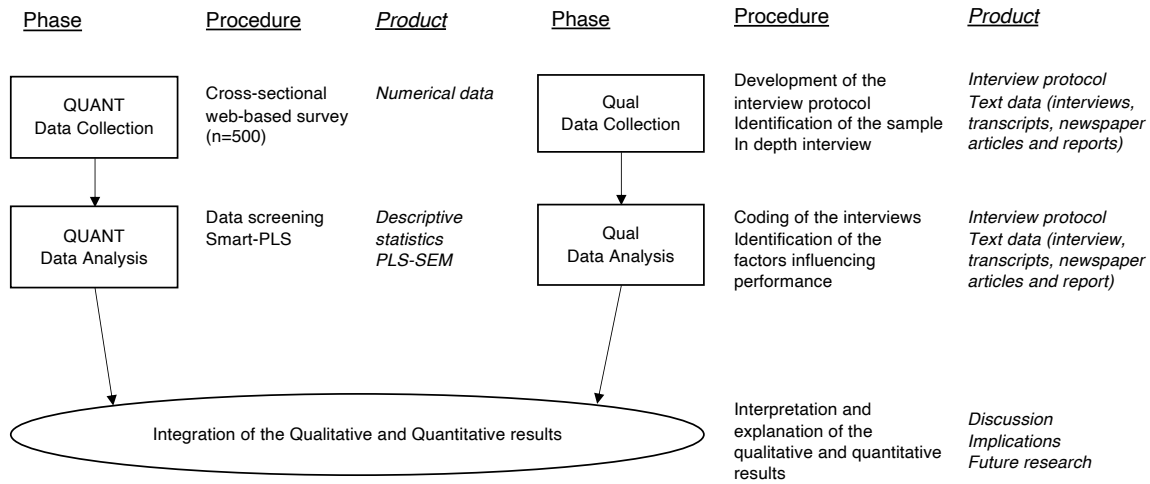 Phase
Procedure
Product
Phase
Procedure
Product
QUANT
Data Collection
Cross-sectional
web-based survey
(n=500)
Numerical data
Qual
Data Collection
Development of the
interview protocol
Identification of the sample
In depth interview
Interview protocol
Text data (interviews,
transcripts, newspaper
articles and reports)
QUANT
Data Analysis
Data screening
Smart-PLS
Descriptive
statistics
PLS-SEM
Qual
Data Analysis
Coding of the interviews
Identification of the
factors influencing
performance
Interview protocol
Text data (interview,
transcripts, newspaper
articles and report)
Integration of the Qualitative and Quantitative results
Interpretation and
explanation of the
qualitative and quantitative
results
Discussion
Implications
Future research